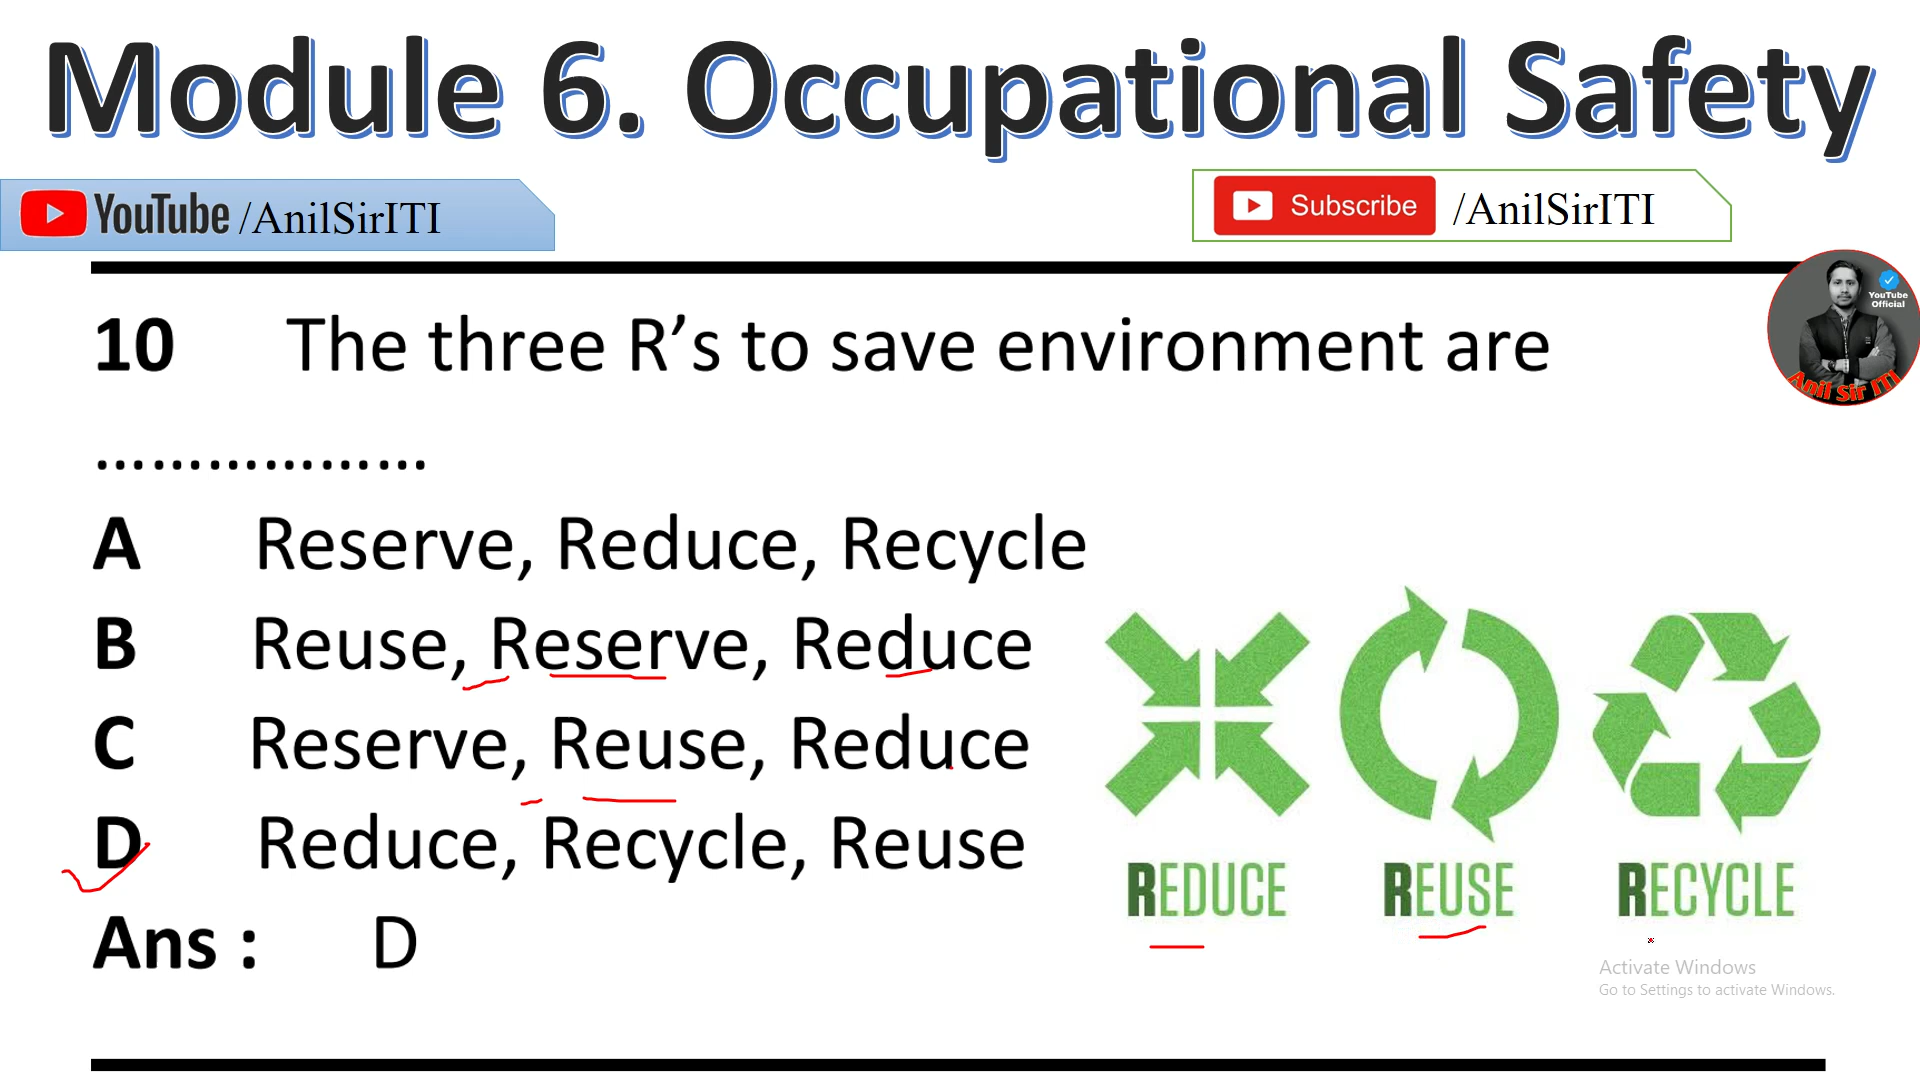 Module 6. Occupational Safety
YouTube /AnilSirITI
Subscribe /AnilSirITI
YouTube
Official
Anil Sir ITI
10 The three R’s to save environment are
………………
A Reserve, Reduce, Recycle
B Reuse, Reserve, Reduce
C Reserve, Reuse, Reduce
D Reduce, Recycle, Reuse
REDUCE REUSE RECYCLE
Ans : D
Activate Windows
Go to Settings to activate Windows.